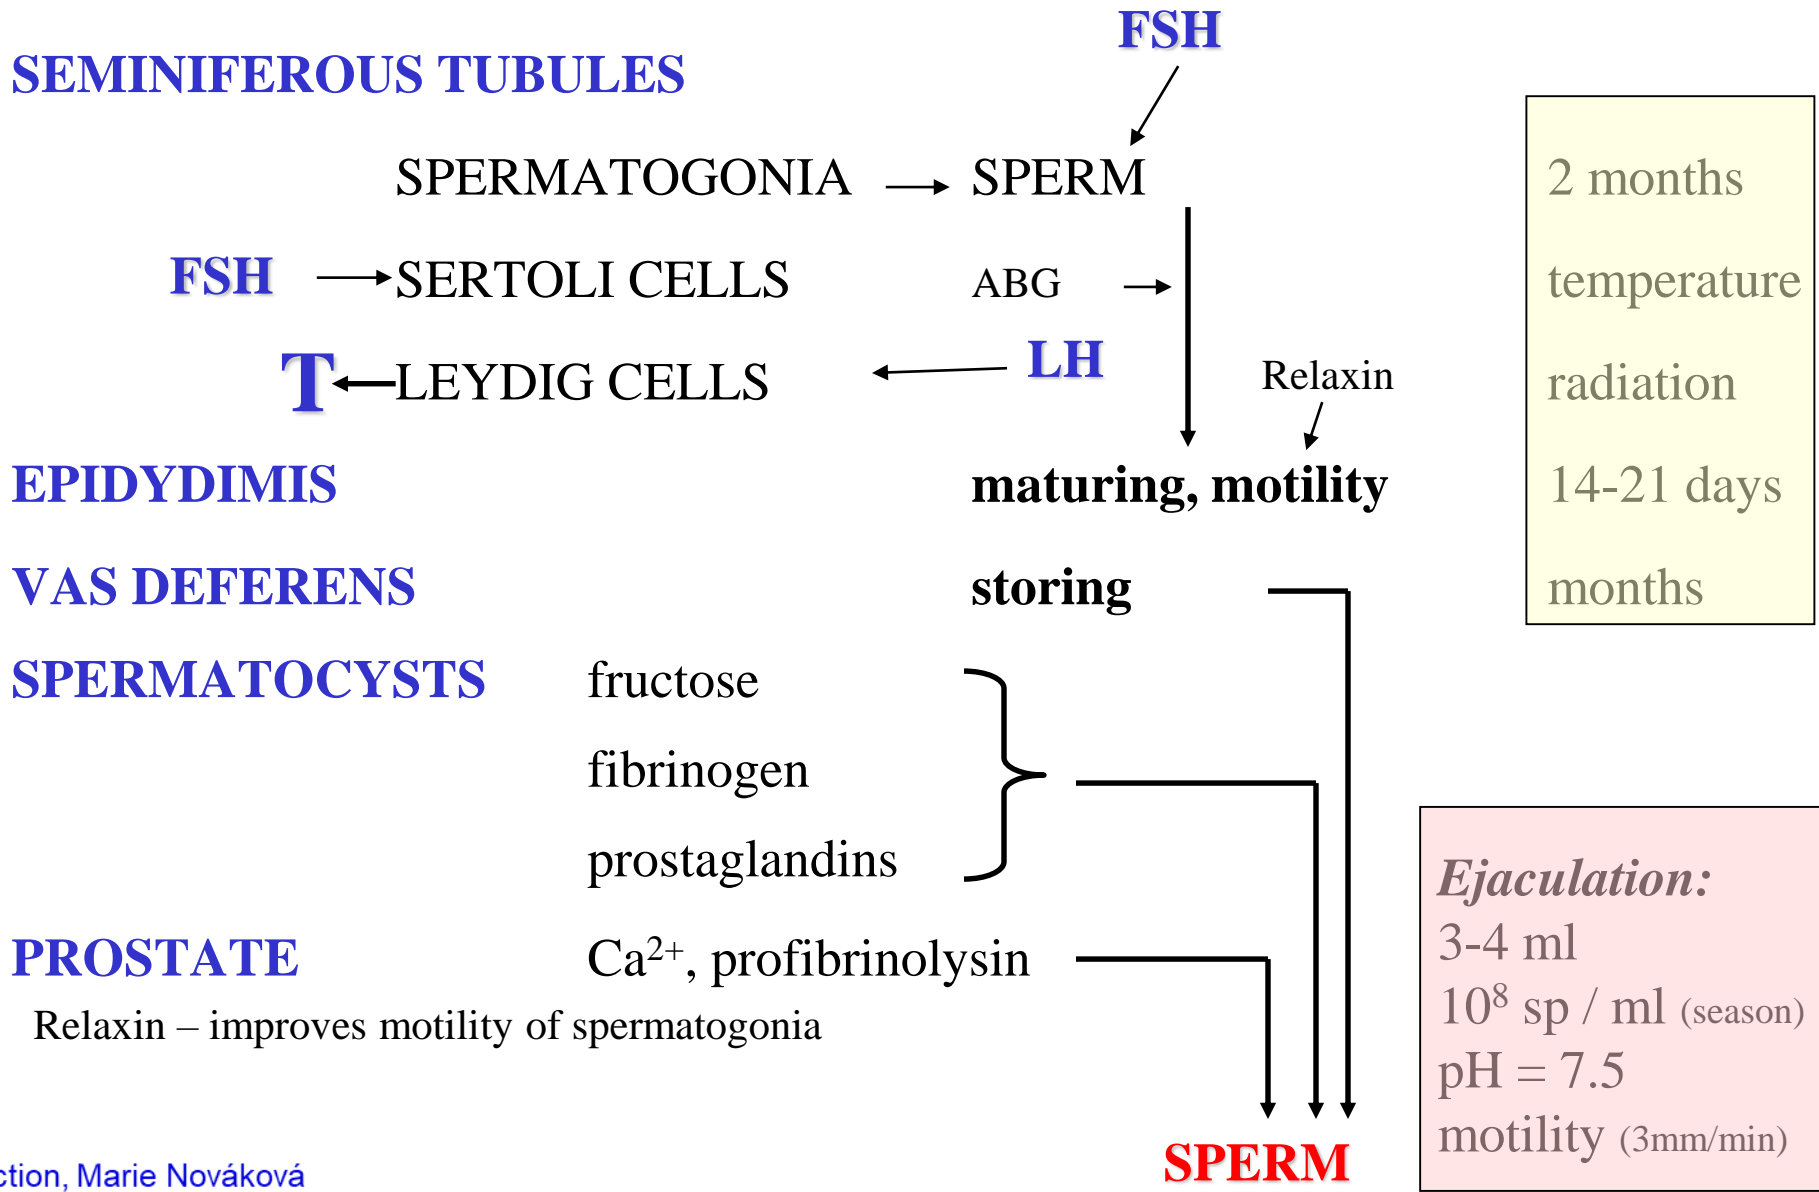 FSH
SEMINIFEROUS TUBULES
SPERMATOGONIA SPERM 2 months
FSH SERTOLI CELLS ABG temperature
T LEYDIG CELLS LH Relaxin radiation
EPIDYDIMIS maturing, motility 14-21 days
VAS DEFERENS storing months
SPERMATOCYSTS fructose
fibrinogen
prostaglandins
PROSTATE Ca²⁺, profibrinolysin
Relaxin – improves motility of spermatogonia
Ejaculation:
3-4 ml
10⁸ sp / ml (season)
pH = 7.5
motility (3mm/min)
SPERM
ction, Marie Nováková